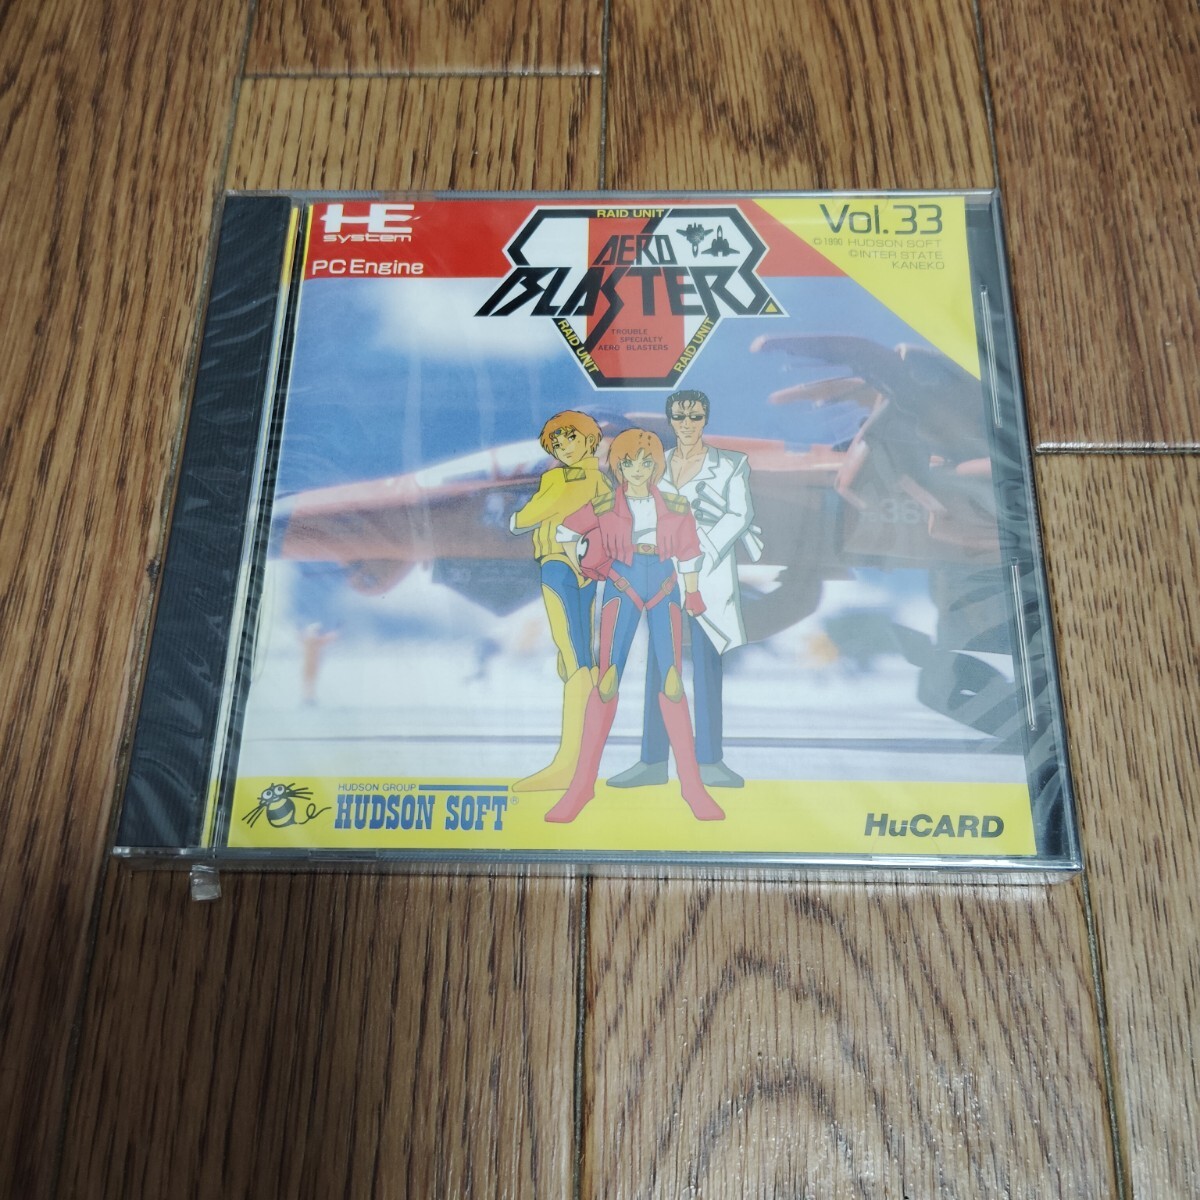 HE
system
PC Engine
RAID UNIT
AERO
BLASTERS
RAID UNIT
RAID UNIT
TROUBLE
SPECIALTY
AERO BLASTERS
Vol.33
©1990 HUDSON SOFT
©INTER STATE
KANEKO
36
HUDSON GROUP
HUDSON SOFT®
HuCARD